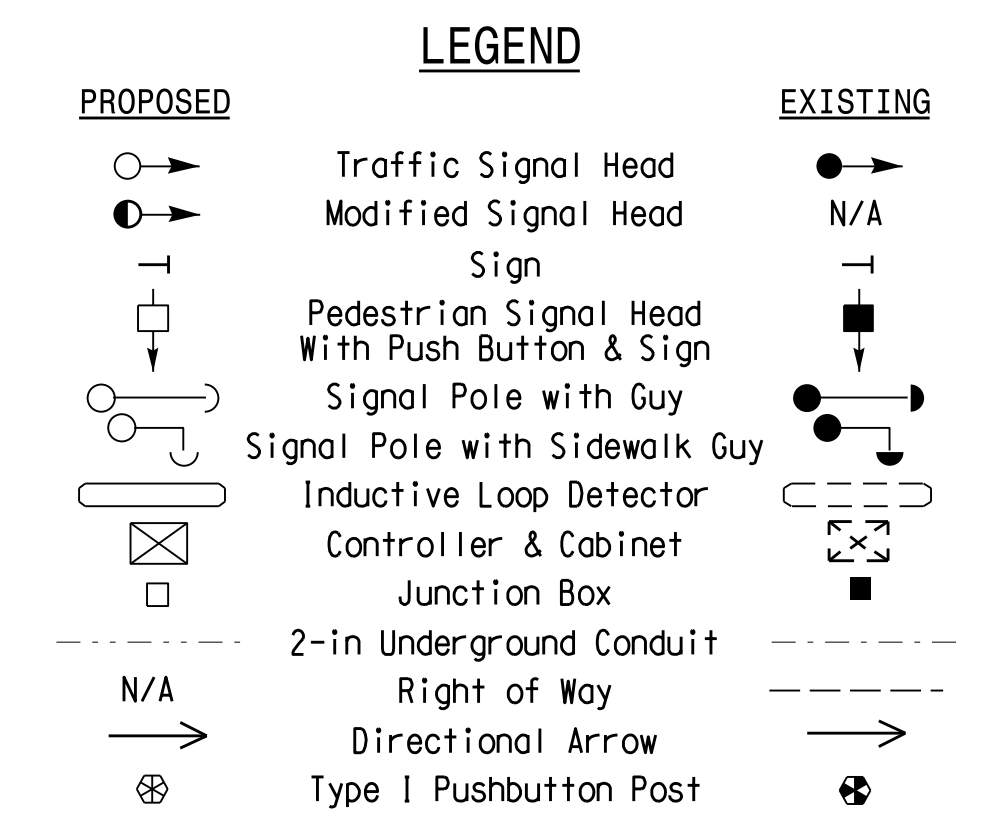 LEGEND
PROPOSED EXISTING
Traffic Signal Head
Modified Signal Head N/A
Sign
Pedestrian Signal Head
With Push Button & Sign
Signal Pole with Guy
Signal Pole with Sidewalk Guy
Inductive Loop Detector
Controller & Cabinet
Junction Box
2-in Underground Conduit
N/A Right of Way
Directional Arrow
Type I Pushbutton Post